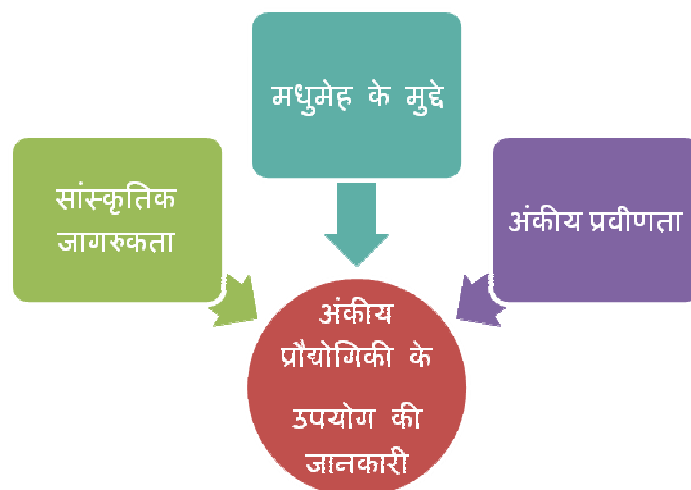 मधुमेह के मुद्दे
सांस्कृतिक
जागरुकता
अंकीय प्रवीणता
अंकीय
प्रौद्योगिकी के
उपयोग की
जानकारी